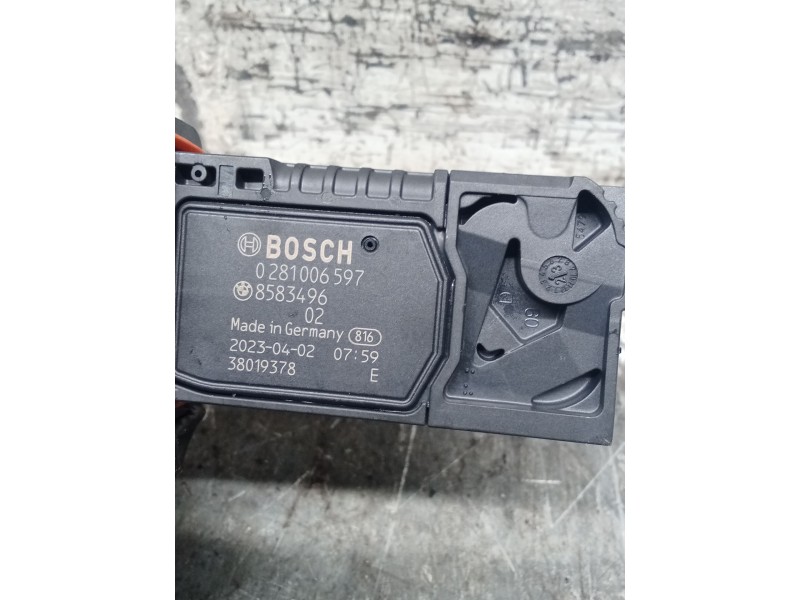 BOSCH
0 281 006 597
8583496
02
Made in Germany 816
2023-04-02 07:59
38019378 E